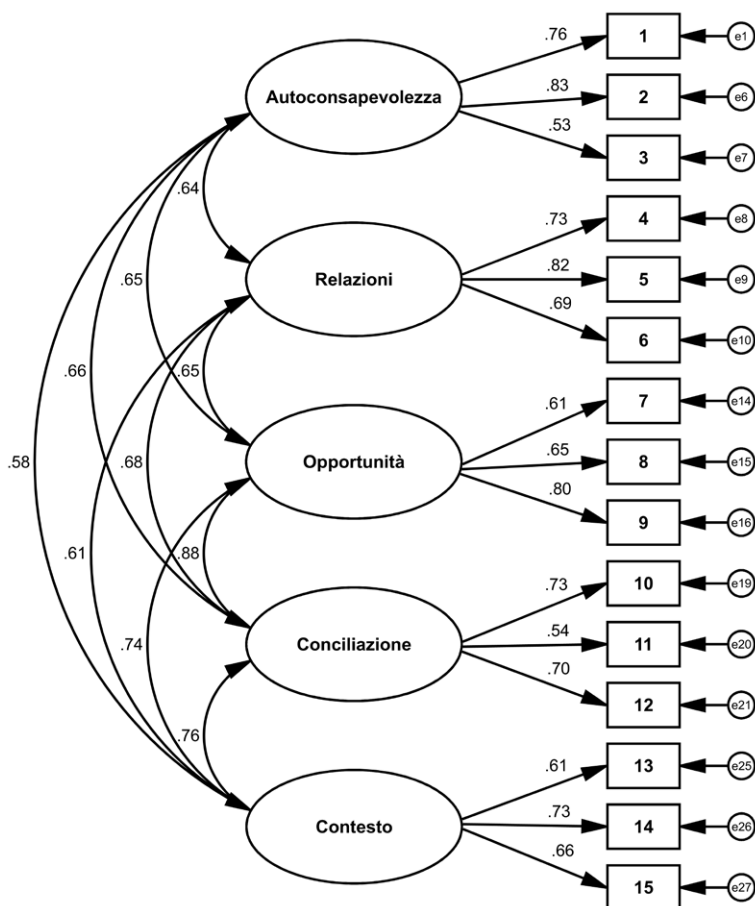 .76 1 e1
Autoconsapevolezza .83 2 e6
.53 3 e7
.64
.73 4 e8
Relazioni .82 5 e9
.65
.69 6 e10
.66 .65
.61 7 e14
.58 .68 Opportunità .65 8 e15
.80 9 e16
.61 .88
.73 10 e19
.74 Conciliazione .54 11 e20
.70 12 e21
.76
.61 13 e25
Contesto .73 14 e26
.66 15 e27